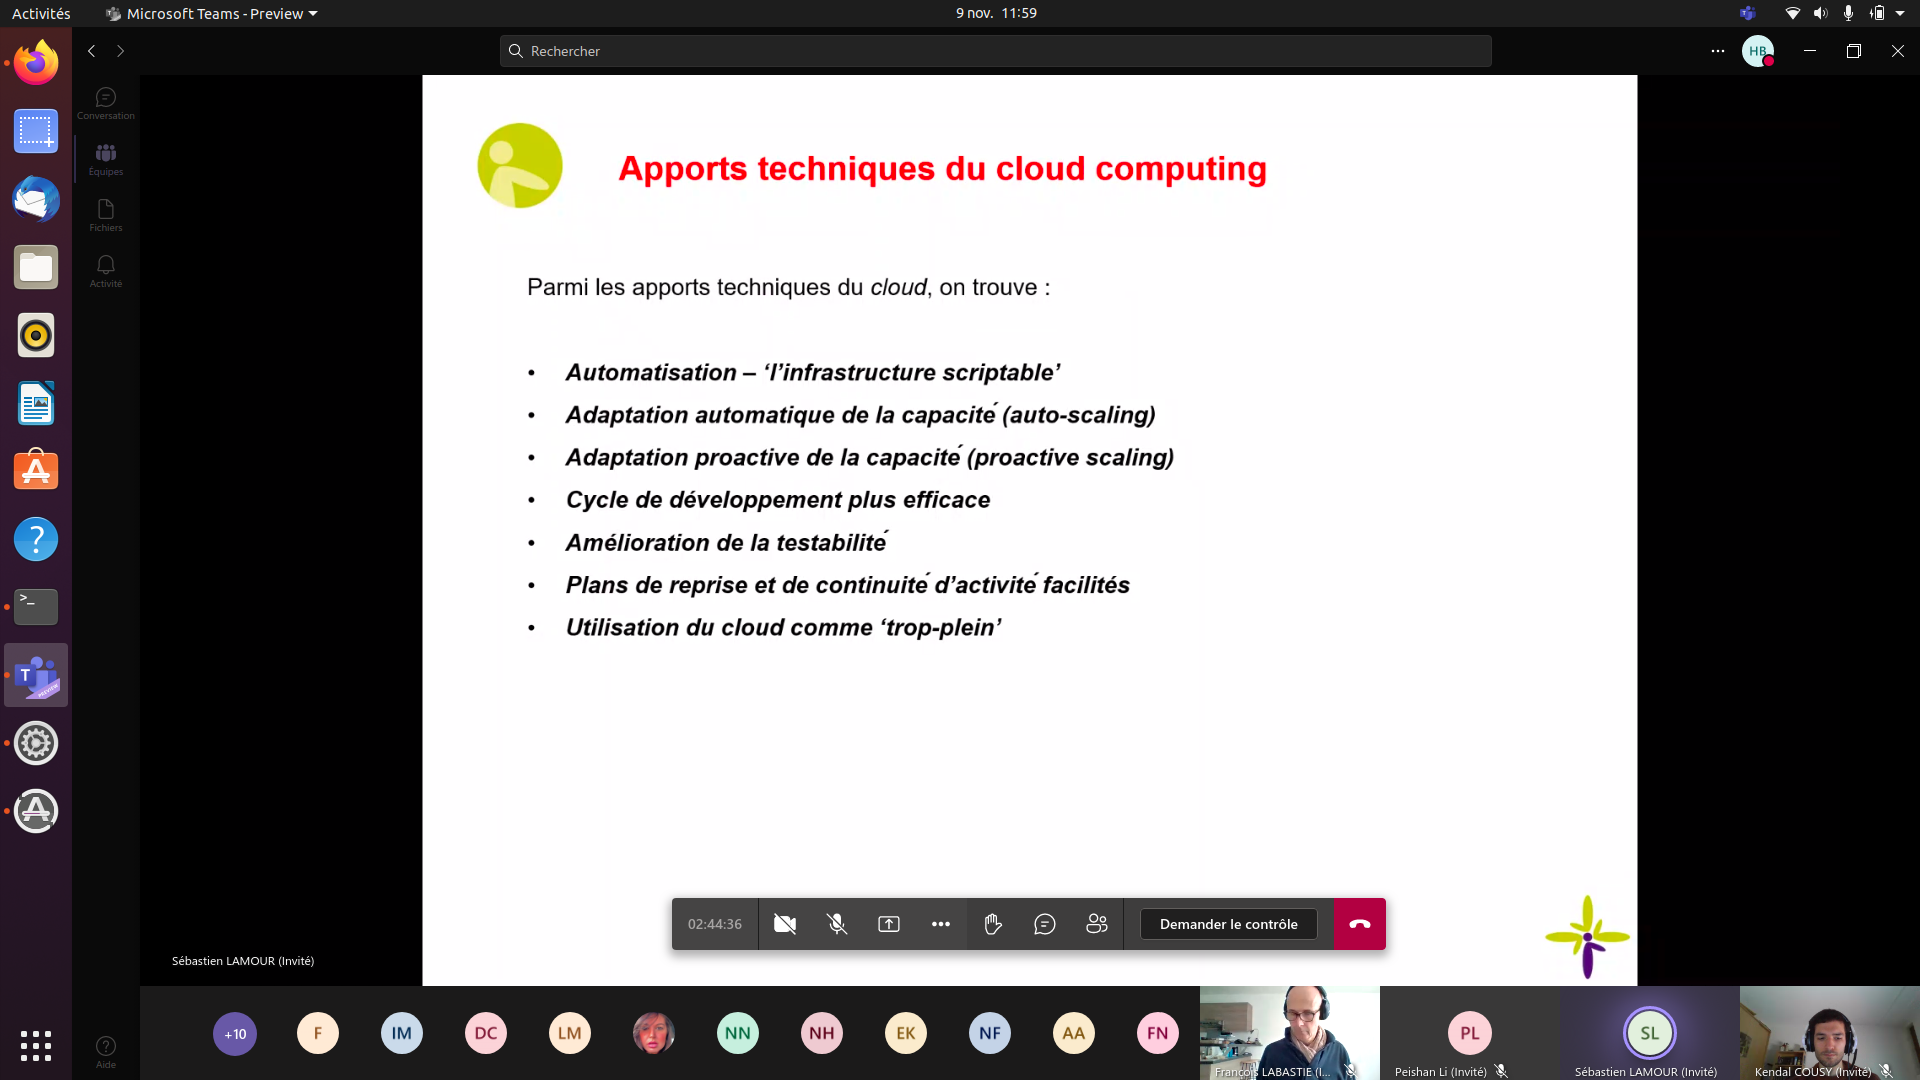 Activités
Microsoft Teams - Preview
9 nov. 11:59
Rechercher
HB
Conversation
Équipes
Fichiers
Activité
Apports techniques du cloud computing
Parmi les apports techniques du cloud, on trouve :
• Automatisation – ‘l’infrastructure scriptable’
• Adaptation automatique de la capacité (auto-scaling)
• Adaptation proactive de la capacité (proactive scaling)
• Cycle de développement plus efficace
• Amélioration de la testabilité
• Plans de reprise et de continuité d’activité facilités
• Utilisation du cloud comme ‘trop-plein’
02:44:36
Demander le contrôle
Sébastien LAMOUR (Invité)
+10
F
IM
DC
LM
NN
NH
EK
NF
AA
FN
PL
SL
François LABASTIE (I...
Peishan Li (Invité)
Sébastien LAMOUR (Invité)
Kendal COUSY (Invité)
Aide